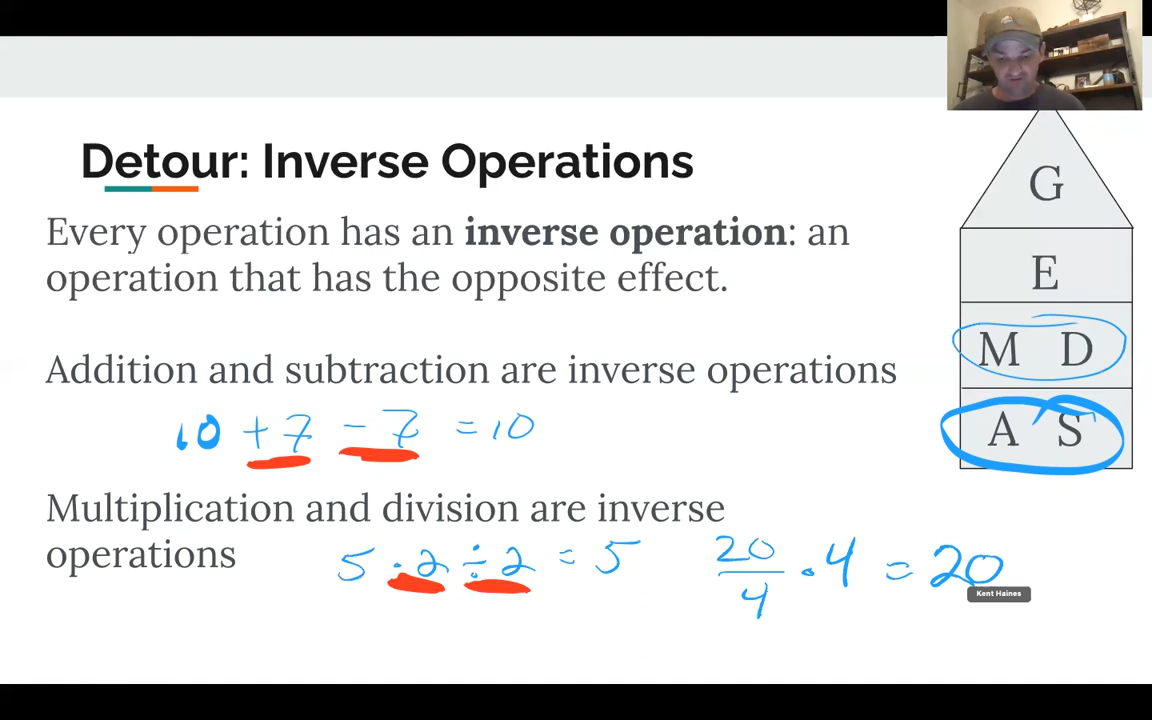 Detour: Inverse Operations
Every operation has an inverse operation: an
operation that has the opposite effect.
Addition and subtraction are inverse operations
10 + 7 - 7 = 10
Multiplication and division are inverse
operations
5 · 2 ÷ 2 = 5
20/4 · 4 = 20
Kent Haines
G
E
M D
A S